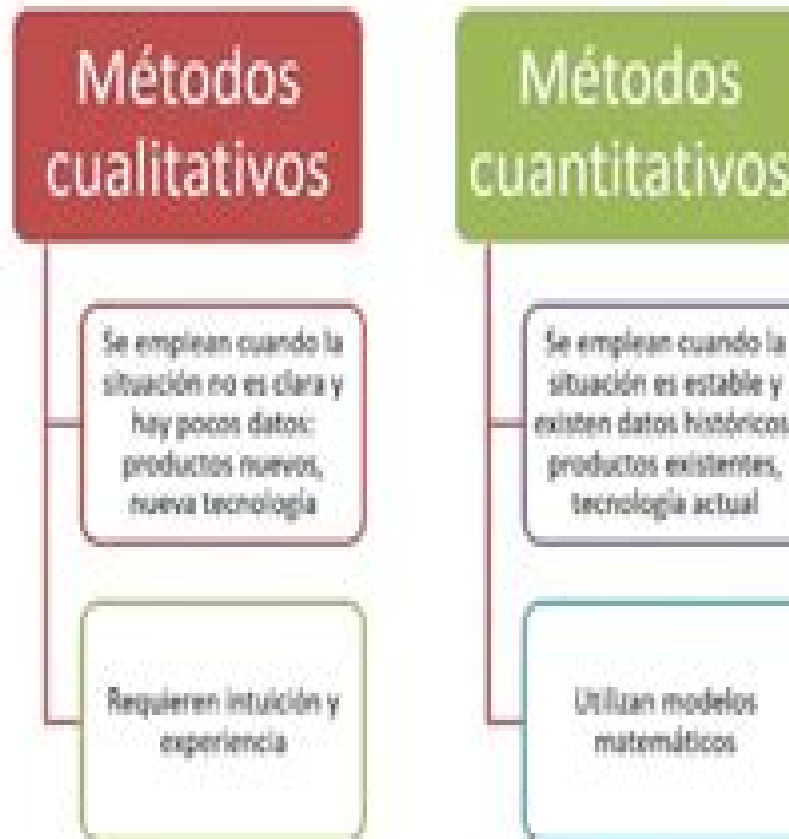 Métodos
cualitativos
Se emplean cuando la
situación no es clara y
hay pocos datos:
productos nuevos,
nueva tecnología
Requieren intuición y
experiencia
Métodos
cuantitativos
Se emplean cuando la
situación es estable y
existen datos históricos
productos existentes,
tecnología actual
Utilizan modelos
matemáticos